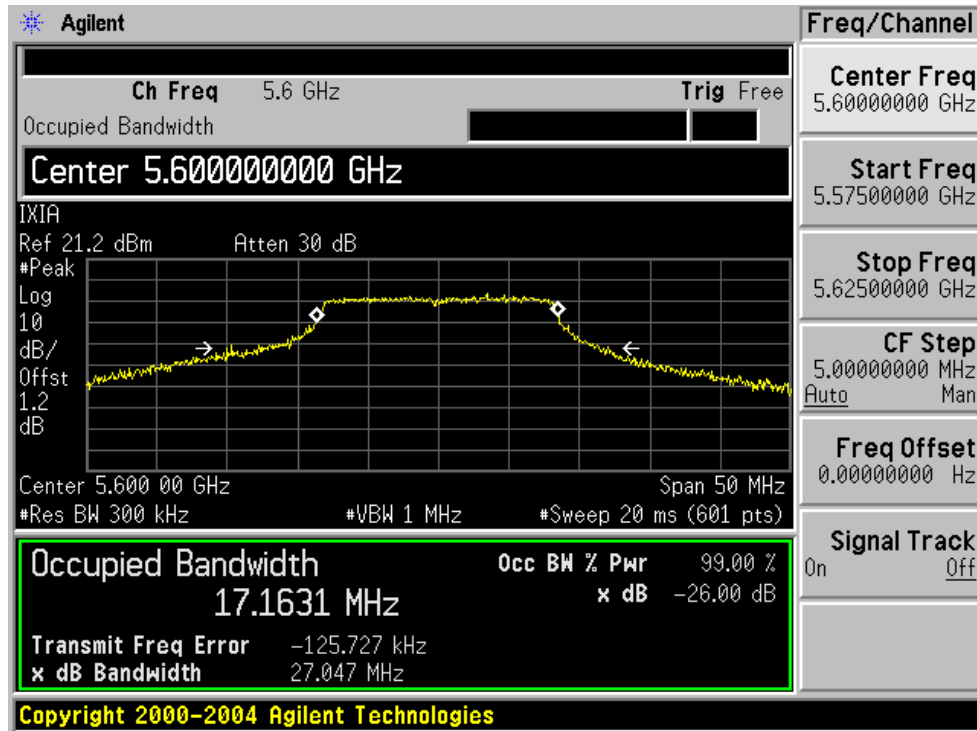 Agilent
Freq/Channel
Ch Freq 5.6 GHz Trig Free
Occupied Bandwidth
Center 5.600000000 GHz
IXIA
Ref 21.2 dBm Atten 30 dB
#Peak
Log
10
dB/
Offst
1.2
dB
Center 5.600 00 GHz Span 50 MHz
#Res BW 300 kHz #VBW 1 MHz #Sweep 20 ms (601 pts)
Occupied Bandwidth Occ BW % Pwr 99.00 %
17.1631 MHz x dB -26.00 dB
Transmit Freq Error -125.727 kHz
x dB Bandwidth 27.047 MHz
Copyright 2000-2004 Agilent Technologies
Center Freq
5.60000000 GHz
Start Freq
5.57500000 GHz
Stop Freq
5.62500000 GHz
CF Step
5.00000000 MHz
Auto Man
Freq Offset
0.00000000 Hz
Signal Track
On Off